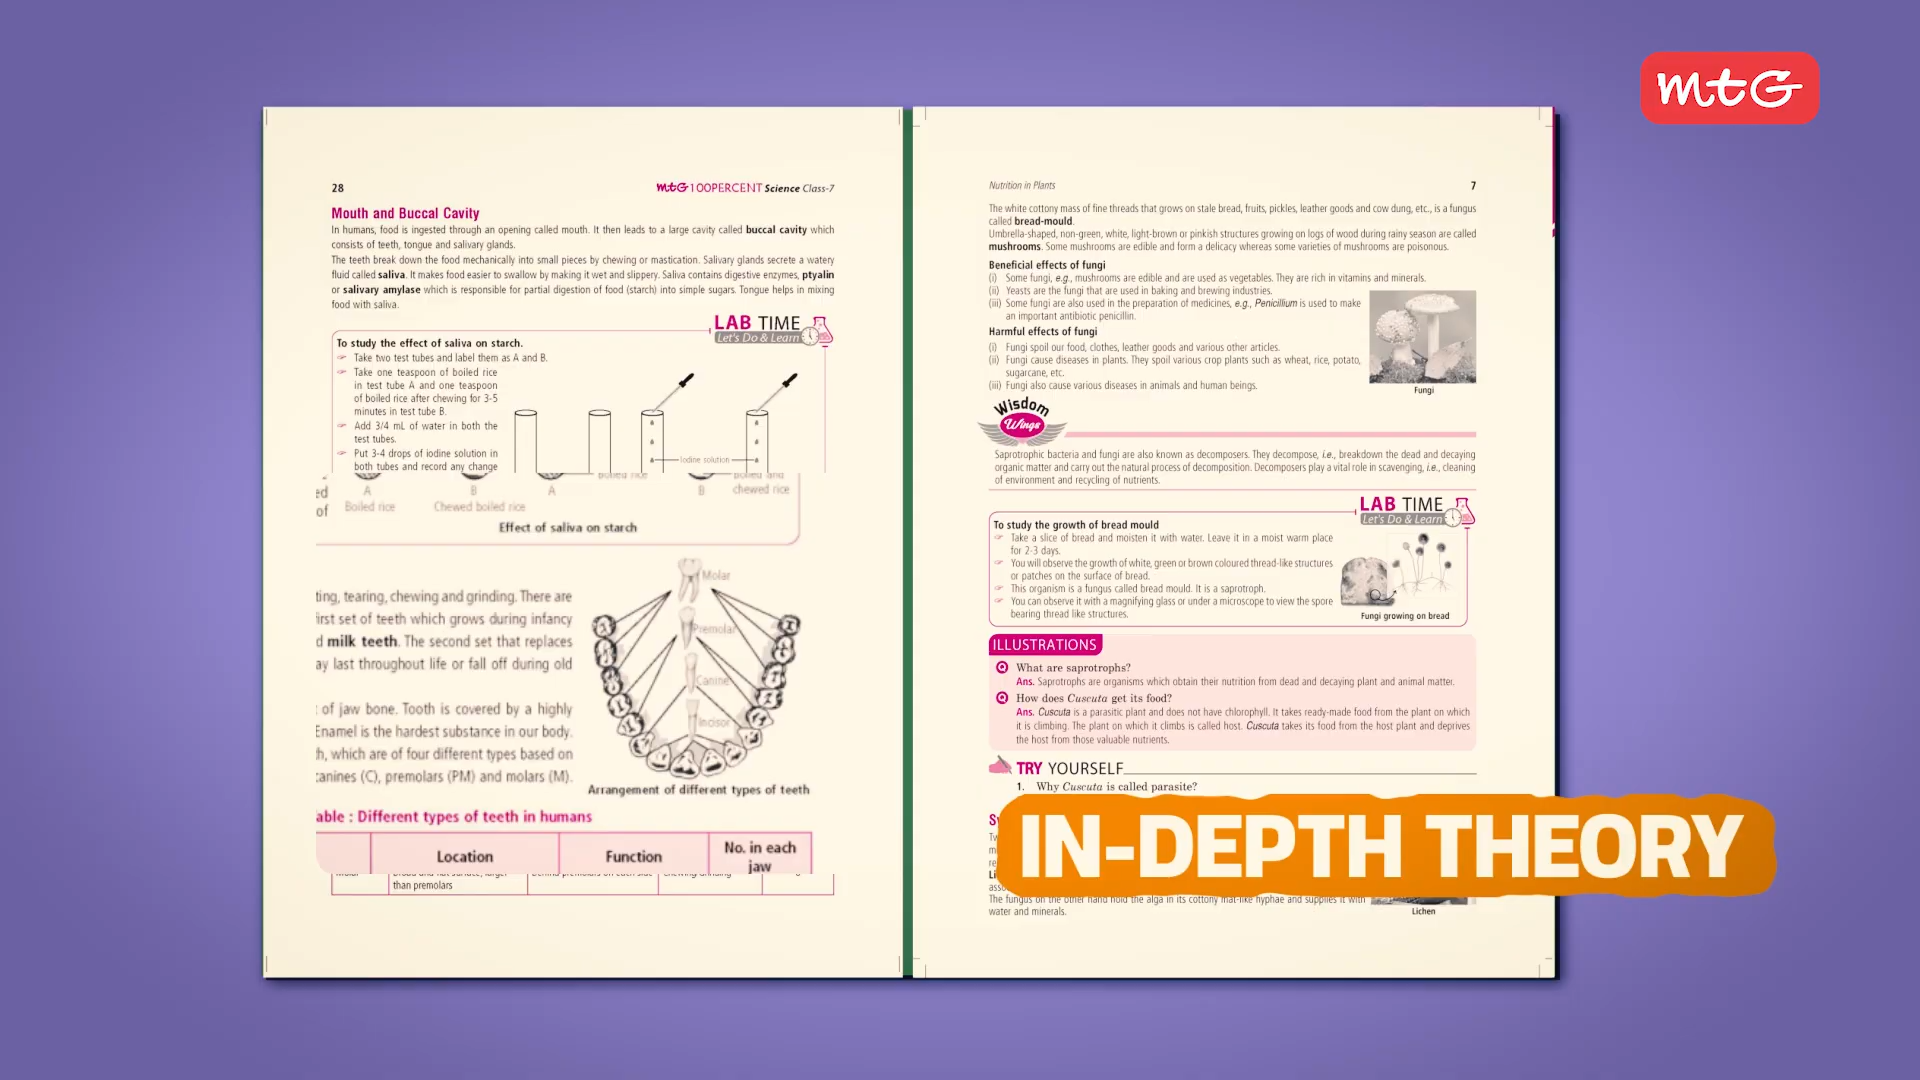 mtG
28
mtG 100PERCENT Science Class-7
Mouth and Buccal Cavity
In humans, food is ingested through an opening called mouth. It then leads to a large cavity called buccal cavity which
consists of teeth, tongue and salivary glands.
The teeth break down the food mechanically into small pieces by chewing or mastication. Salivary glands secrete a watery
fluid called saliva. It makes food easier to swallow by making it wet and slippery. Saliva contains digestive enzymes, ptyalin
or salivary amylase which is responsible for partial digestion of food (starch) into simple sugars. Tongue helps in mixing
food with saliva.
LAB TIME
Let's Do & Learn
To study the effect of saliva on starch.
Take two test tubes and label them as A and B.
Take one teaspoon of boiled rice
in test tube A and one teaspoon
of boiled rice after chewing for 3-5
minutes in test tube B.
Add 3/4 mL of water in both the
test tubes.
Put 3-4 drops of iodine solution in
both tubes and record any change
Iodine solution
Boiled rice
Boiled and
chewed rice
ed
of
A
B
A
B
Boiled rice
Chewed boiled rice
Effect of saliva on starch
ting, tearing, chewing and grinding. There are
irst set of teeth which grows during infancy
d milk teeth. The second set that replaces
ay last throughout life or fall off during old
of jaw bone. Tooth is covered by a highly
Enamel is the hardest substance in our body.
h, which are of four different types based on
canines (C), premolars (PM) and molars (M).
Molar
Premolar
Canine
Incisor
Arrangement of different types of teeth
able : Different types of teeth in humans
Location
Function
No. in each
jaw
than premolars
Nutrition in Plants
7
The white cottony mass of fine threads that grows on stale bread, fruits, pickles, leather goods and cow dung, etc., is a fungus
called bread-mould.
Umbrella-shaped, non-green, white, light-brown or pinkish structures growing on logs of wood during rainy season are called
mushrooms. Some mushrooms are edible and form a delicacy whereas some varieties of mushrooms are poisonous.
Beneficial effects of fungi
(i) Some fungi, e.g., mushrooms are edible and are used as vegetables. They are rich in vitamins and minerals.
(ii) Yeasts are the fungi that are used in baking and brewing industries.
(iii) Some fungi are also used in the preparation of medicines, e.g., Penicillium is used to make
an important antibiotic penicillin.
Harmful effects of fungi
(i) Fungi spoil our food, clothes, leather goods and various other articles.
(ii) Fungi cause diseases in plants. They spoil various crop plants such as wheat, rice, potato,
sugarcane, etc.
(iii) Fungi also cause various diseases in animals and human beings.
Fungi
Wisdom
Wings
Saprotrophic bacteria and fungi are also known as decomposers. They decompose, i.e., breakdown the dead and decaying
organic matter and carry out the natural process of decomposition. Decomposers play a vital role in scavenging, i.e., cleaning
of environment and recycling of nutrients.
LAB TIME
Let's Do & Learn
To study the growth of bread mould
Take a slice of bread and moisten it with water. Leave it in a moist warm place
for 2-3 days.
You will observe the growth of white, green or brown coloured thread-like structures
or patches on the surface of bread.
This organism is a fungus called bread mould. It is a saprotroph.
You can observe it with a magnifying glass or under a microscope to view the spore
bearing thread like structures.
Fungi growing on bread
ILLUSTRATIONS
Q What are saprotrophs?
Ans. Saprotrophs are organisms which obtain their nutrition from dead and decaying plant and animal matter.
Q How does Cuscuta get its food?
Ans. Cuscuta is a parasitic plant and does not have chlorophyll. It takes ready-made food from the plant on which
it is climbing. The plant on which it climbs is called host. Cuscuta takes its food from the host plant and deprives
the host from those valuable nutrients.
TRY YOURSELF
1. Why Cuscuta is called parasite?
IN-DEPTH THEORY
The fungus on the other hand hold the alga in its cottony mat-like hyphae and supplies it with
water and minerals.
Lichen